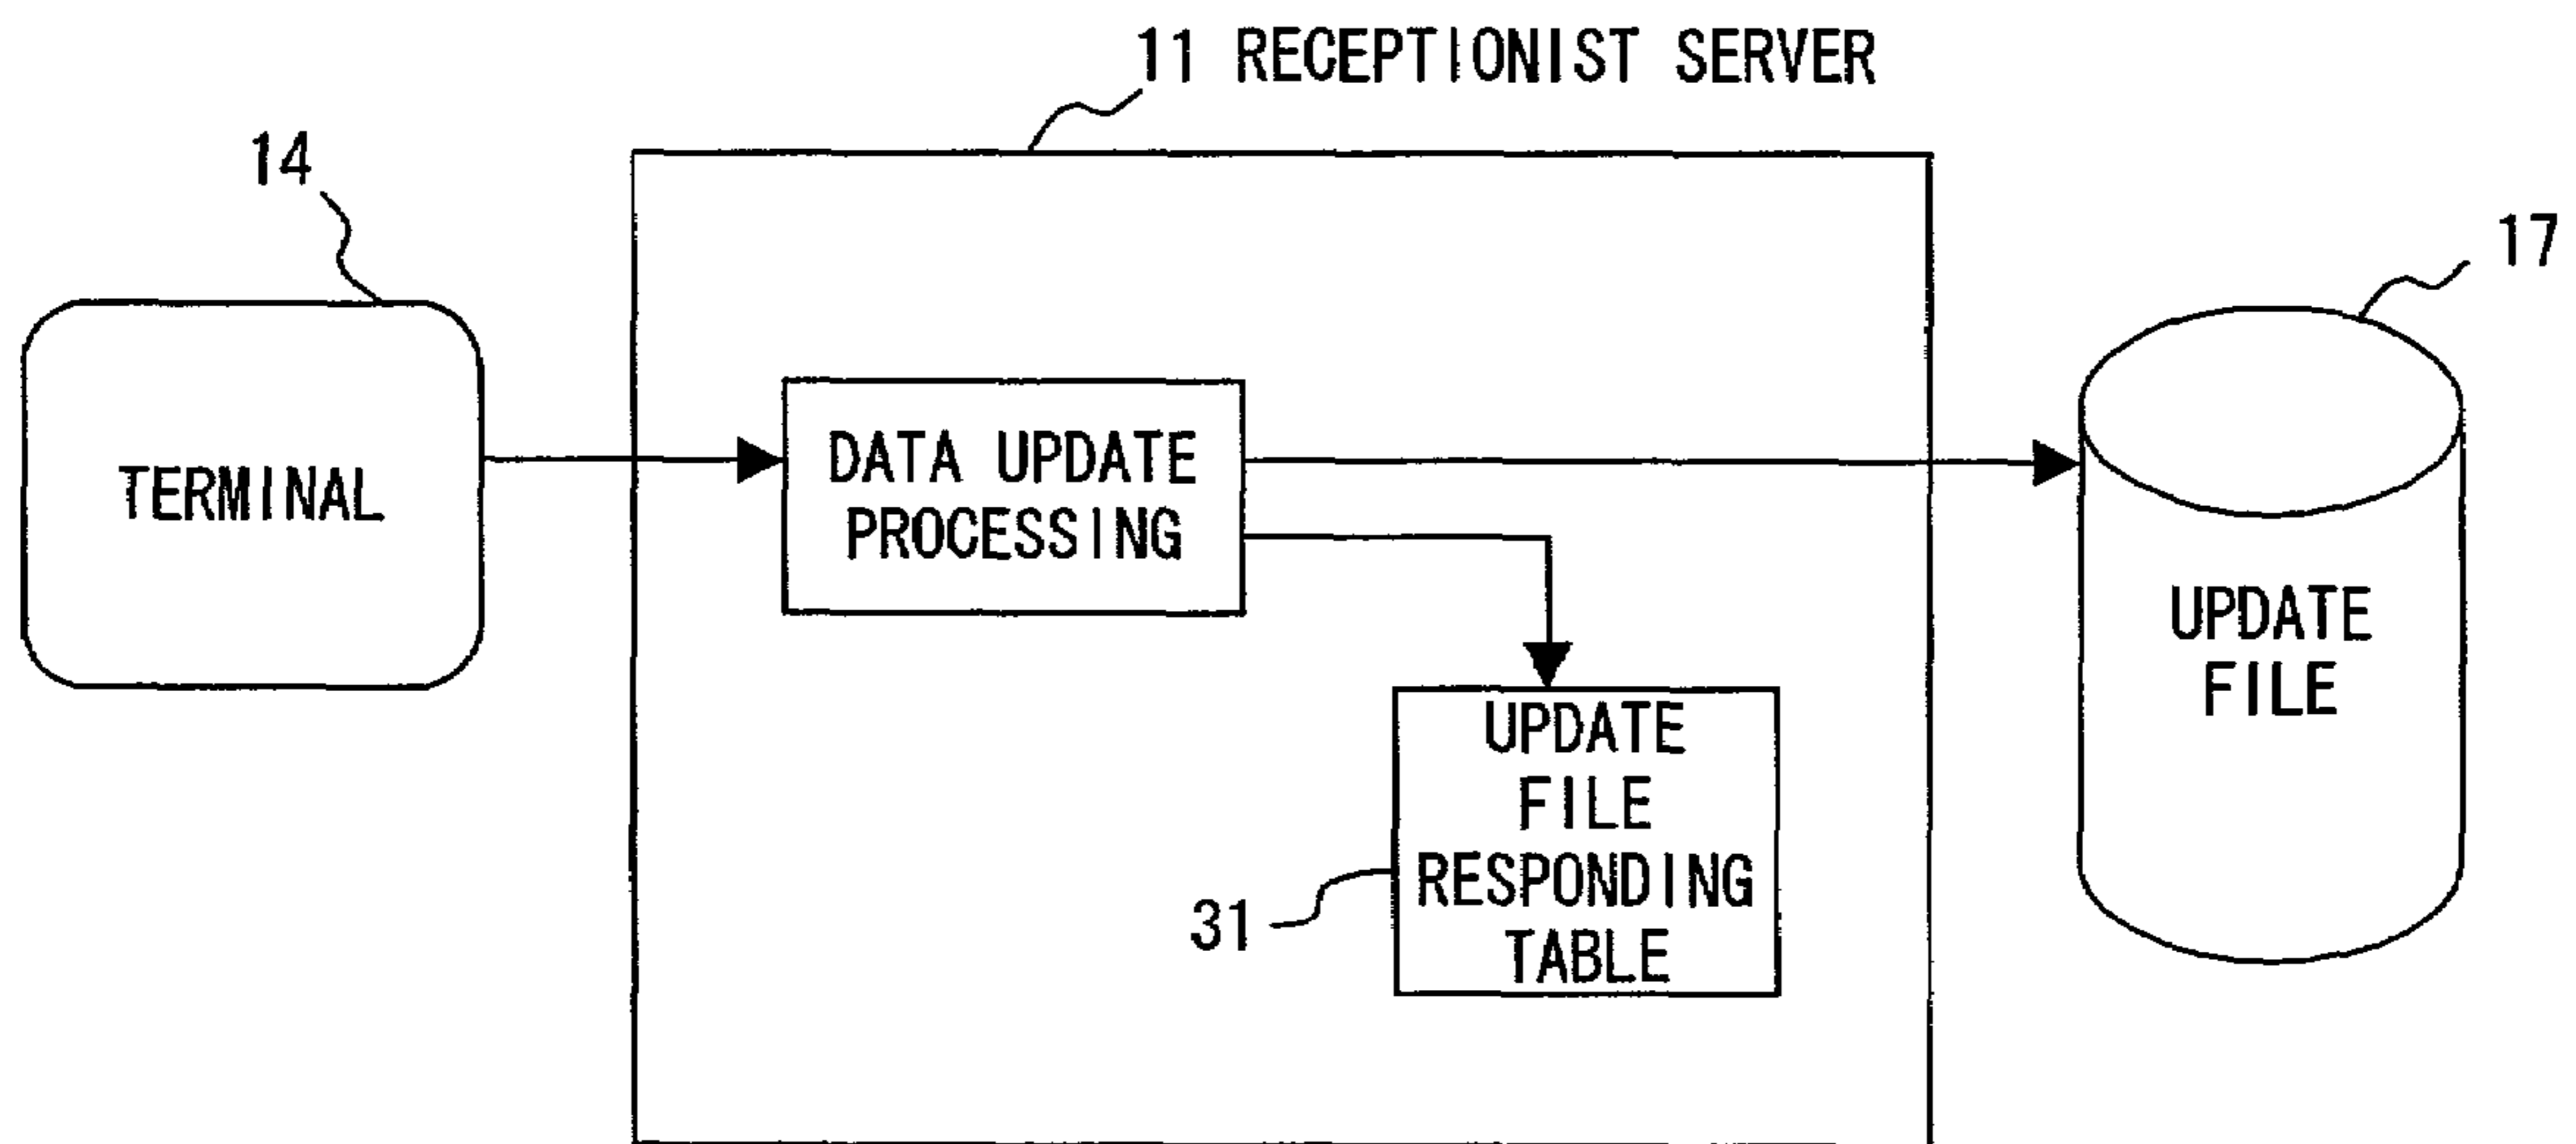 11 RECEPTIONIST SERVER
14
17
TERMINAL
DATA UPDATE
PROCESSING
UPDATE
FILE
UPDATE
FILE
RESPONDING
TABLE
31